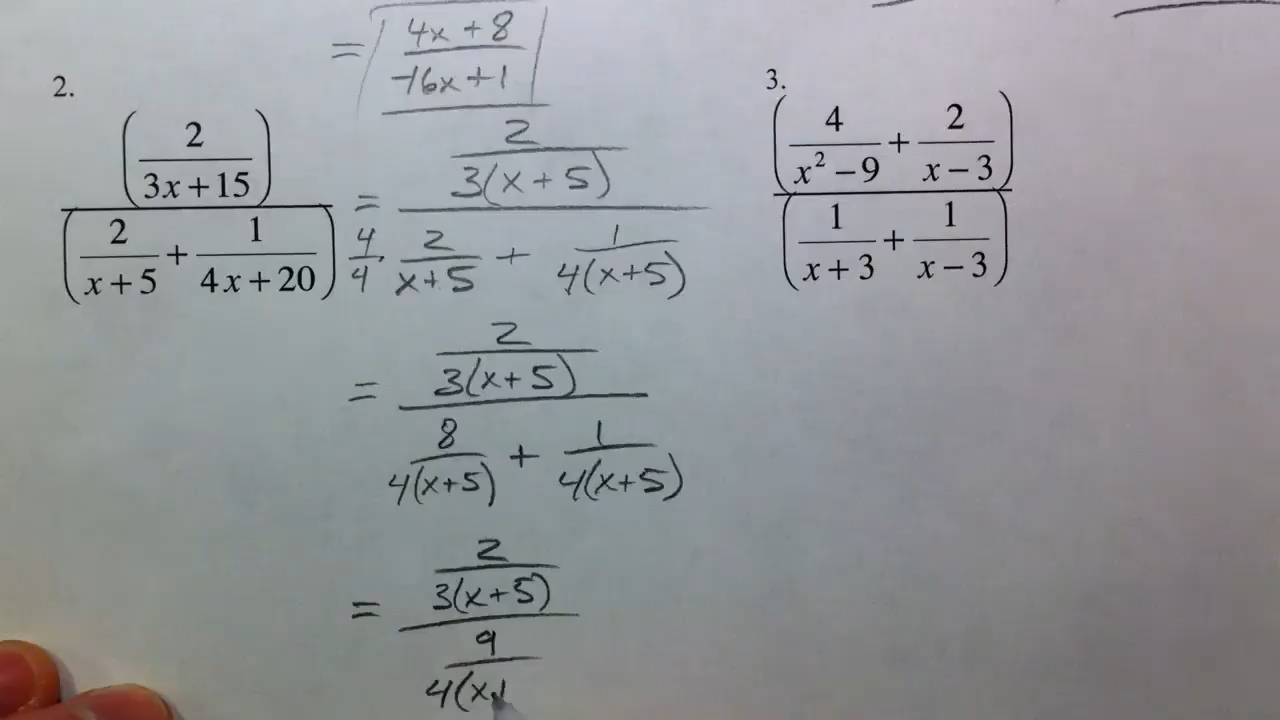 = 4x + 8
-16x + 1
2.
(2 / 3x + 15) / (2 / x + 5 + 1 / 4x + 20)
= 2 / 3(x + 5) / 4/4 · 2 / x + 5 + 1 / 4(x + 5)
3.
(4 / x² − 9 + 2 / x − 3) / (1 / x + 3 + 1 / x − 3)
= 2 / 3(x + 5) / 8 / 4(x + 5) + 1 / 4(x + 5)
= 2 / 3(x + 5) / 9 / 4(x